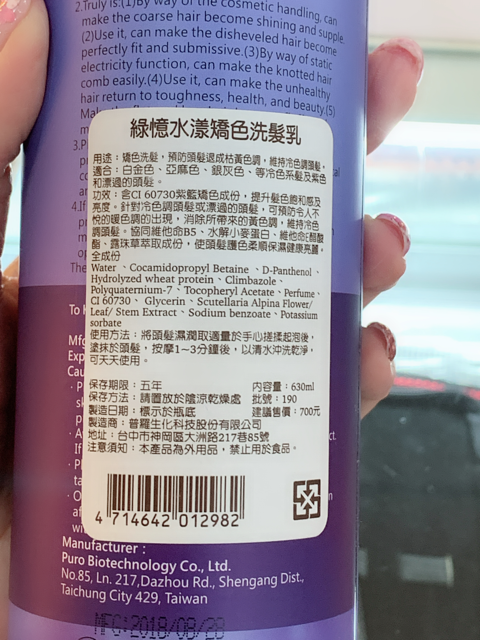 2.Truly is:(1)By way of the cosmetic handling, can
make the coarse hair become shining and supple.
(2)Use it, can make the disheveled hair become
perfectly fit and submissive.(3)By way of static
electricity function, can making the knotted hair
comb easily.(4)Use it, can make the unhealthy
hair return to toughness, health, and beauty.(5)
綠憶水漾矯色洗髮乳
用途：矯色洗髮，預防頭髮退成枯黃色調，維持冷色調頭髮。
適合：白金色、亞麻色、銀灰色、等冷色系及紫色
和漂過的頭髮。
功效：含CI 60730紫藍矯色成份，提升髮色飽和感及
亮度。針對冷色調頭髮或漂過的頭髮，可預防令人不
悅的暖色調的出現，消除所帶來的黃色調，維持冷色
調頭髮。協同維他命B5、水解小麥蛋白、維他命E醋酸
酯、露珠草萃取成份，使頭髮護色柔順保濕健康亮麗。
全成份
Water、Cocamidopropyl Betaine、D-Panthenol、
Hydrolyzed wheat protein、Climbazole、
Polyquaternium-7、Tocopheryl Acetate、Perfume、
CI 60730、Glycerin、Scutellaria Alpina Flower/
Leaf/ Stem Extract、Sodium benzoate、Potassium
sorbate
使用方法：將頭髮濕潤取適量於手心搓揉起泡後，
塗抹於頭髮，按摩1~3分鐘後，以清水沖洗乾淨，
可天天使用。
保存期限：五年 內容量：630ml
保存方法：請置放於陰涼乾燥處 批號：190
製造日期：標示於瓶底 建議售價：700元
製造商：普羅生化科技股份有限公司
地址：台中市神岡區大洲路217巷85號
注意須知：本產品為外用品，禁止用於食品。
4 714642 012982
Manufacturer :
Puro Biotechnology Co., Ltd.
No.85, Ln. 217,Dazhou Rd., Shengang Dist.,
Taichung City 429, Taiwan
MFG:2018/08/28